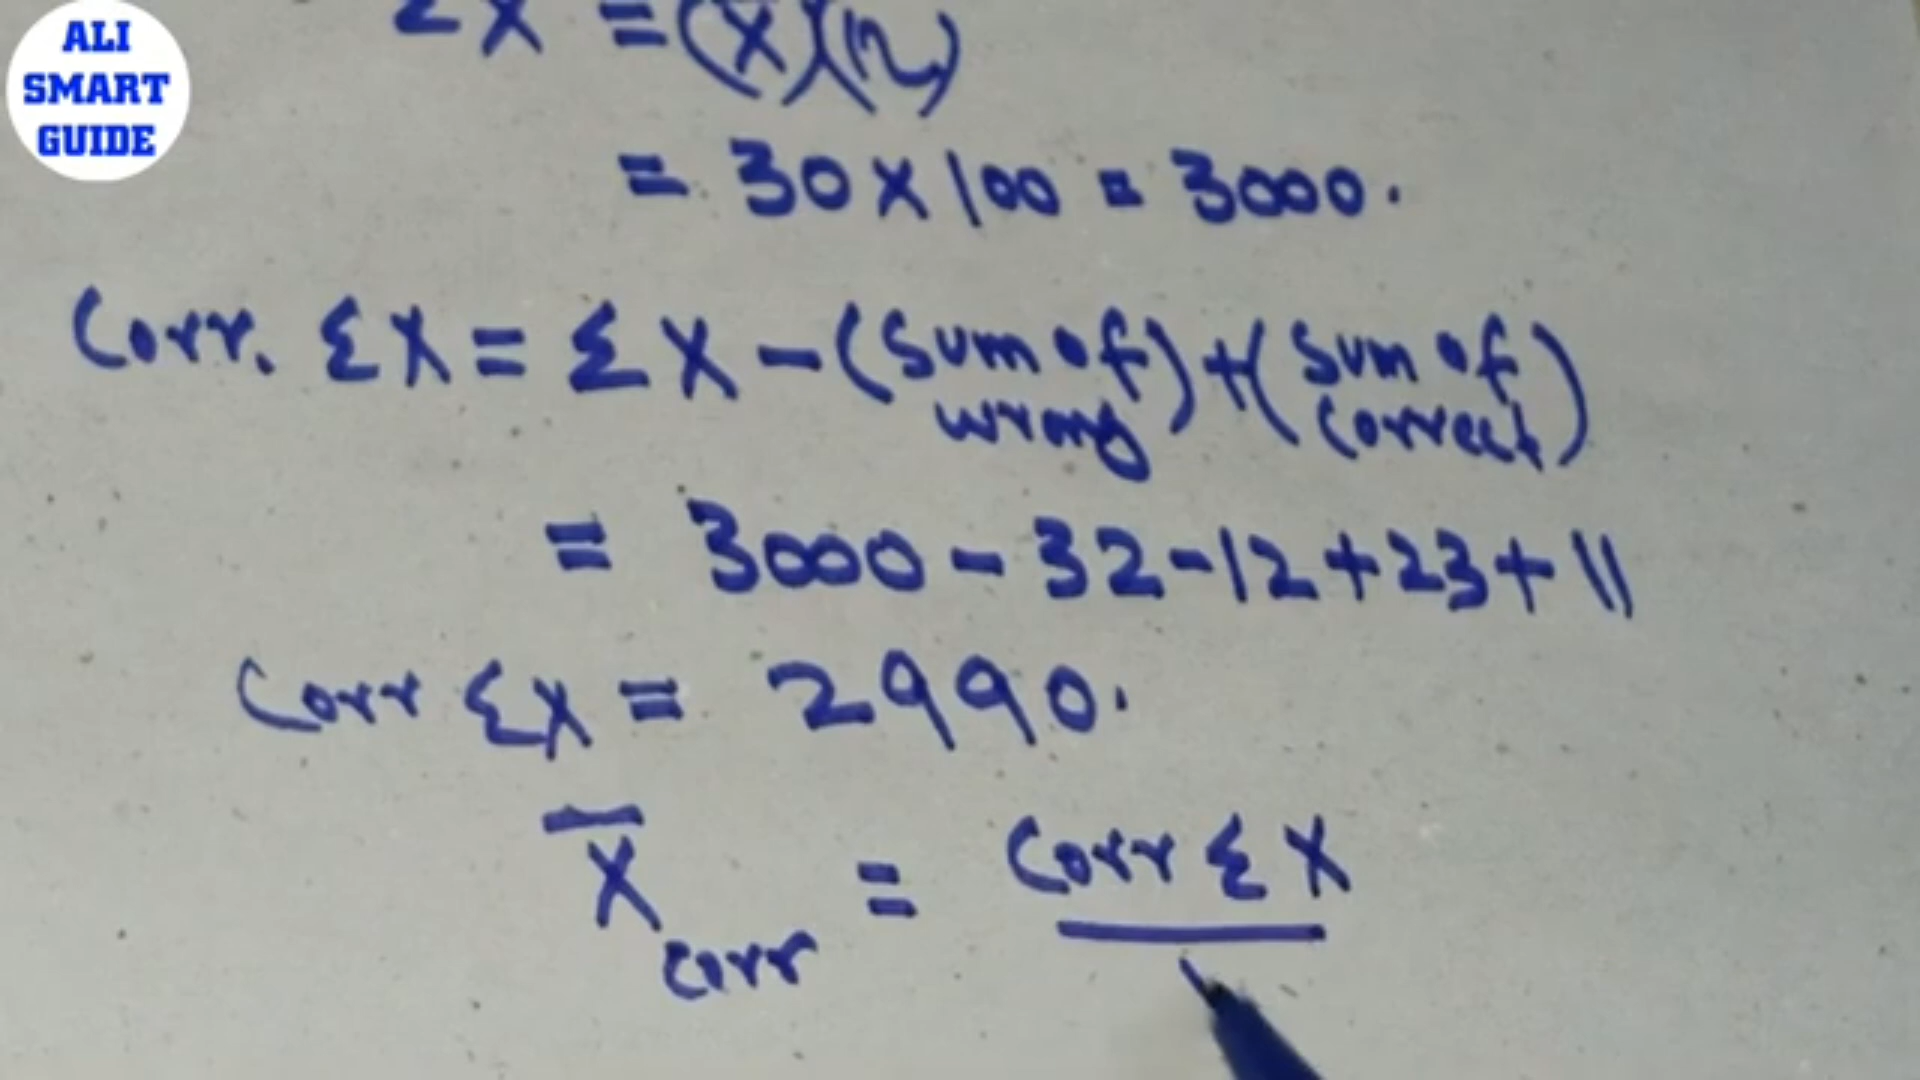 ALI
SMART
GUIDE
ΣX = (X)(n)
= 30 × 100 = 3000.
Corr. ΣX = ΣX - (Sum of wrong) + (Sum of Correct)
= 3000 - 32 - 12 + 23 + 11
Corr ΣX = 2990.
X̄corr = Corr ΣX